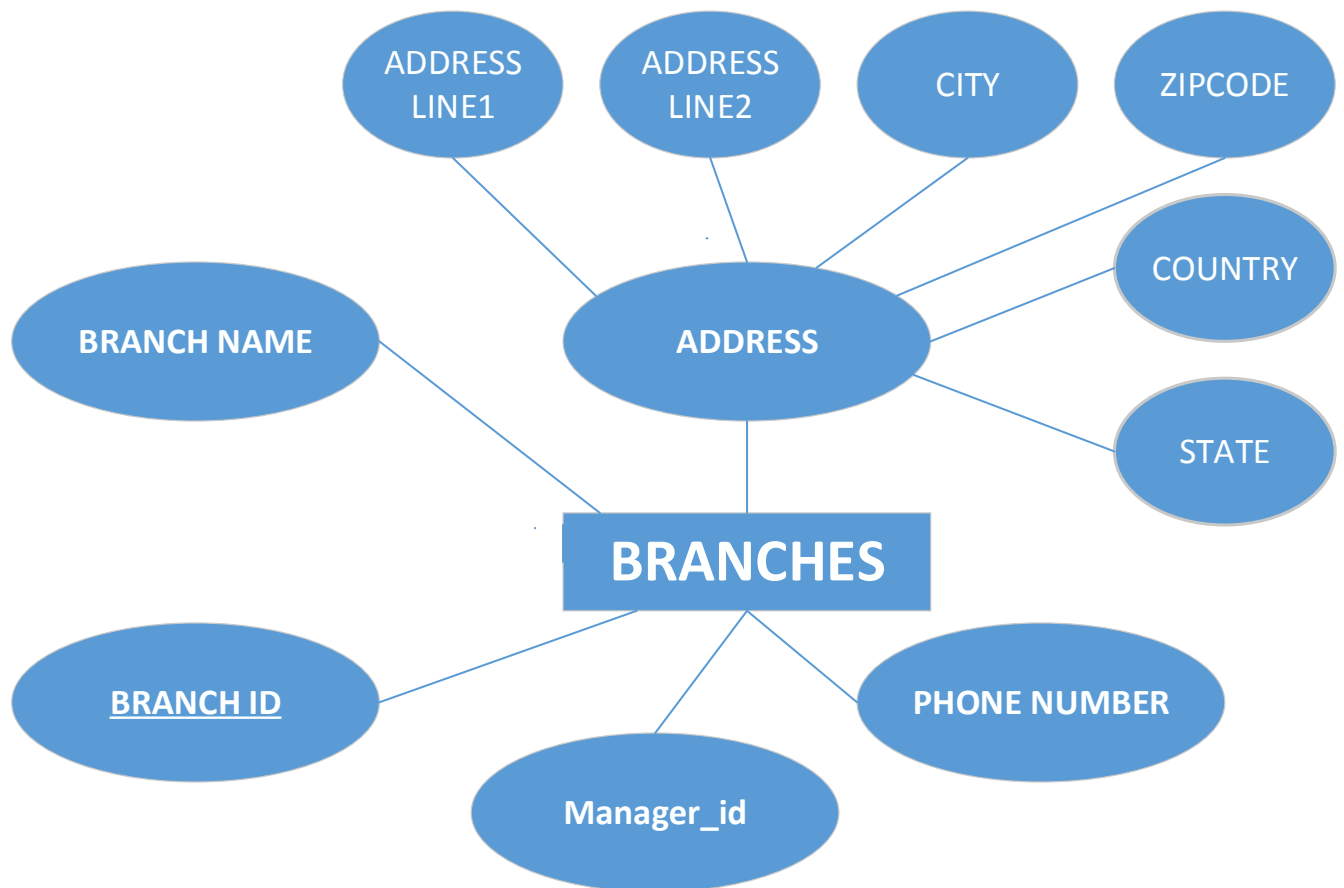 ADDRESS
LINE1
ADDRESS
LINE2
CITY
ZIPCODE
COUNTRY
BRANCH NAME
ADDRESS
STATE
BRANCHES
BRANCH ID
PHONE NUMBER
Manager_id